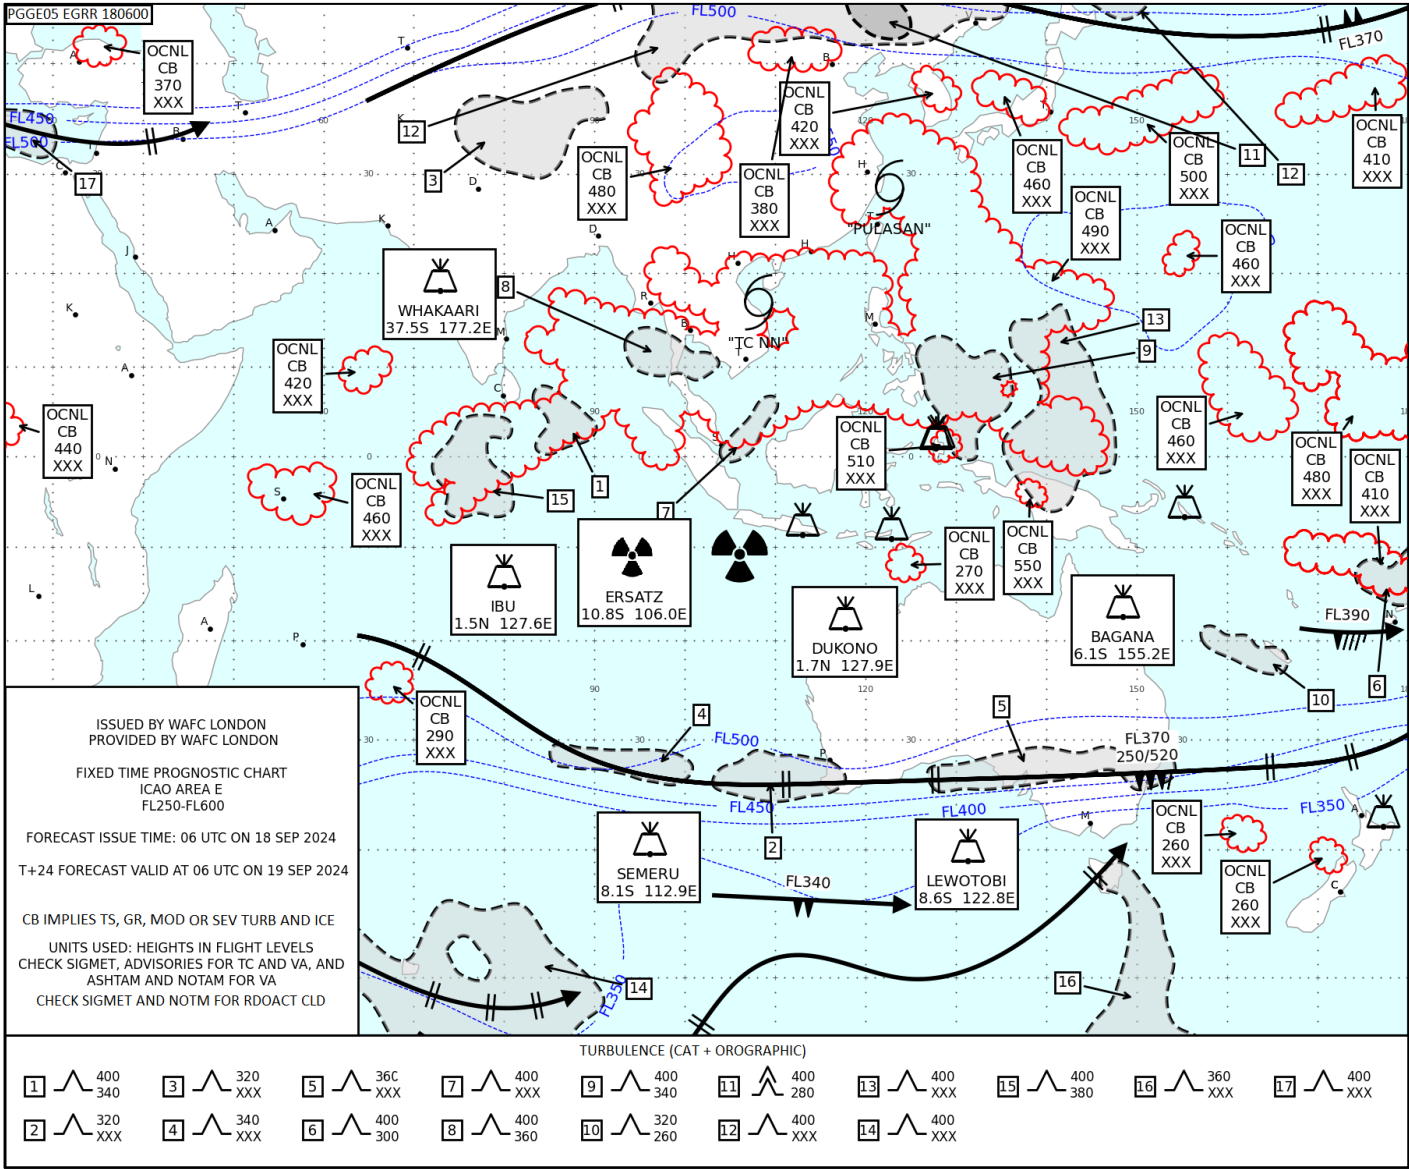 PGGE05 EGRR 180600
FL500
FL370
OCNL
CB
370
XXX
OCNL
CB
420
XXX
OCNL
CB
410
XXX
FL450
FL500
12
3
17
OCNL
CB
480
XXX
OCNL
CB
380
XXX
OCNL
CB
460
XXX
OCNL
CB
500
XXX
11
12
OCNL
CB
490
XXX
OCNL
CB
460
XXX
"PULASAN"
WHAKAARI
37.5S 177.2E
8
"TC NN"
13
9
OCNL
CB
420
XXX
OCNL
CB
440
XXX
OCNL
CB
460
XXX
15
1
7
OCNL
CB
510
XXX
OCNL
CB
460
XXX
OCNL
CB
480
XXX
OCNL
CB
410
XXX
OCNL
CB
270
XXX
OCNL
CB
550
XXX
IBU
1.5N 127.6E
ERSATZ
10.8S 106.0E
DUKONO
1.7N 127.9E
BAGANA
6.1S 155.2E
FL390
6
10
OCNL
CB
290
XXX
4
5
FL500
FL370
250/520
FL450
FL400
FL350
2
SEMERU
8.1S 112.9E
FL340
LEWOTOBI
8.6S 122.8E
OCNL
CB
260
XXX
OCNL
CB
260
XXX
14
FL350
16
ISSUED BY WAFC LONDON
PROVIDED BY WAFC LONDON
FIXED TIME PROGNOSTIC CHART
ICAO AREA E
FL250-FL600
FORECAST ISSUE TIME: 06 UTC ON 18 SEP 2024
T+24 FORECAST VALID AT 06 UTC ON 19 SEP 2024
CB IMPLIES TS, GR, MOD OR SEV TURB AND ICE
UNITS USED: HEIGHTS IN FLIGHT LEVELS
CHECK SIGMET, ADVISORIES FOR TC AND VA, AND
ASHTAM AND NOTAM FOR VA
CHECK SIGMET AND NOTM FOR RDOACT CLD
TURBULENCE (CAT + OROGRAPHIC)
1 400 340
3 320 XXX
5 36C XXX
7 400 XXX
9 400 340
11 400 280
13 400 XXX
15 400 380
16 360 XXX
17 400 XXX
2 320 XXX
4 340 XXX
6 400 300
8 400 360
10 320 260
12 400 XXX
14 400 XXX